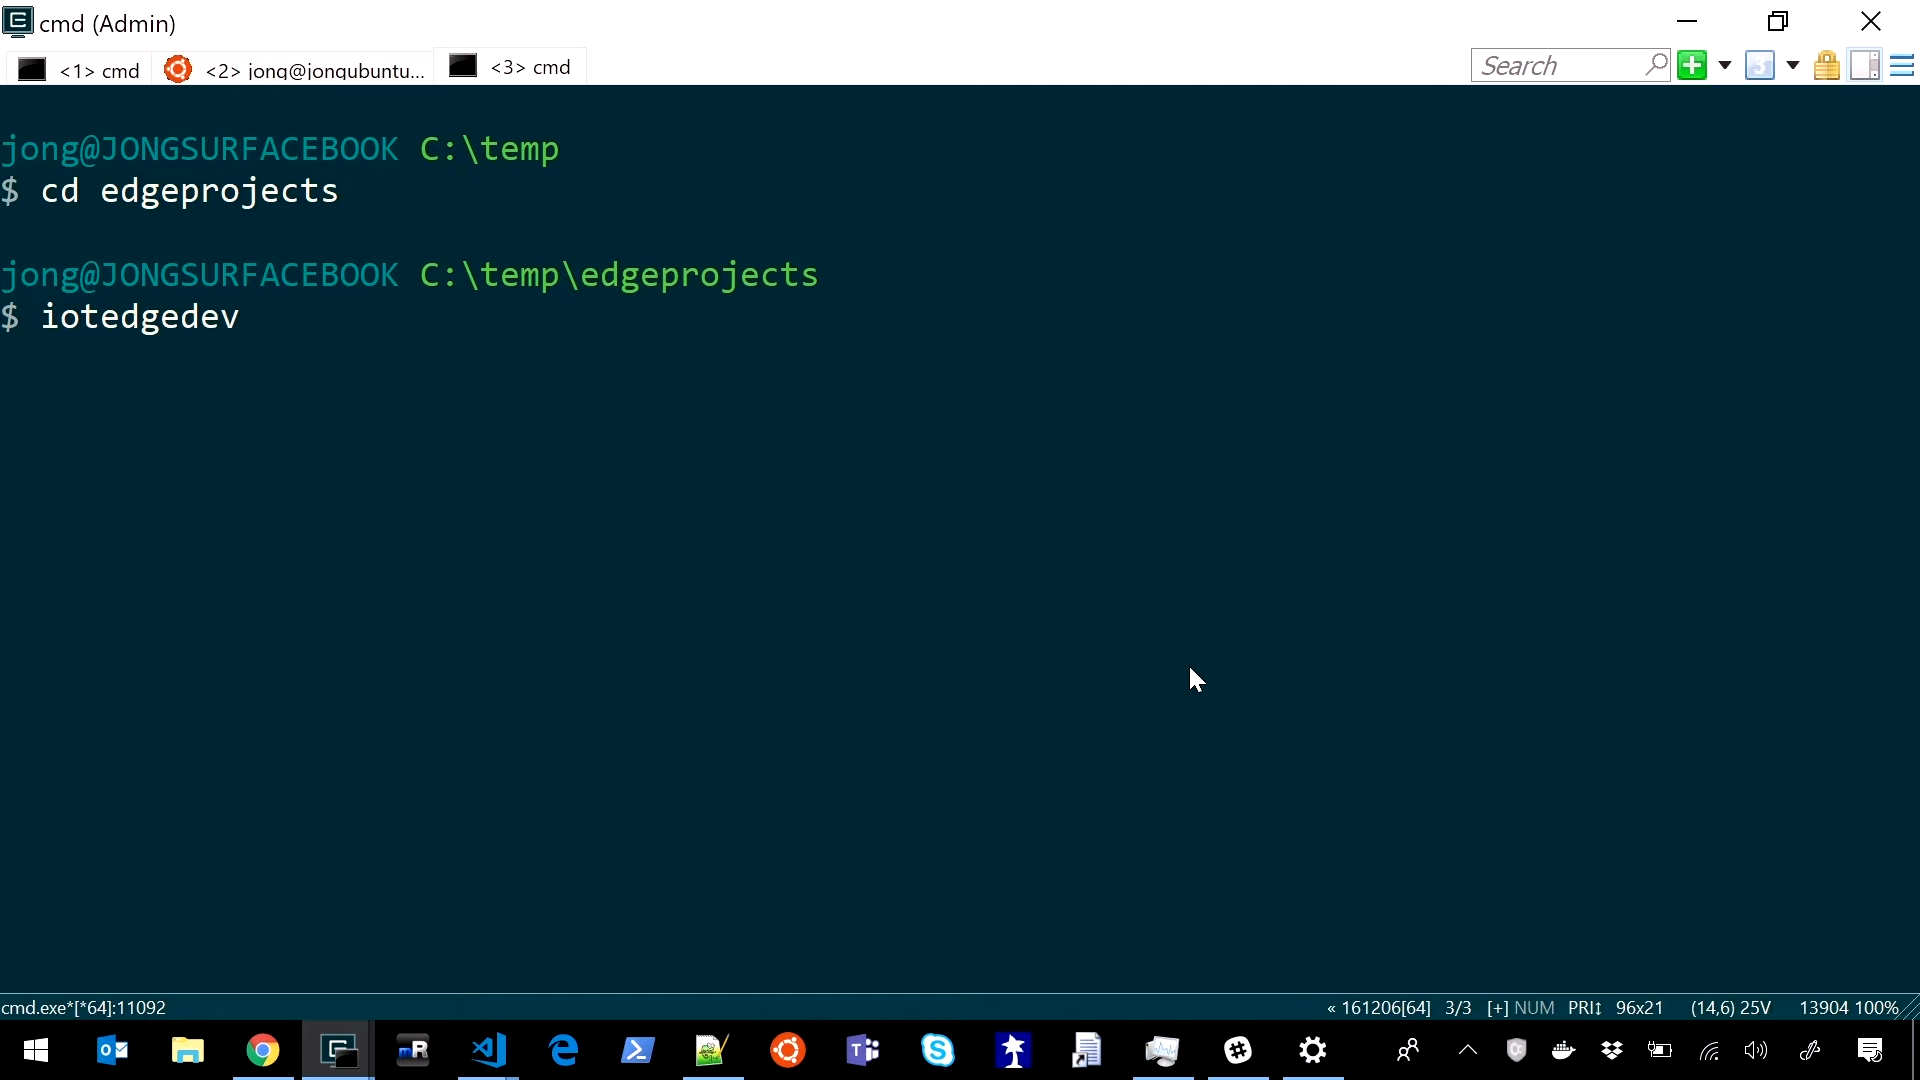 cmd (Admin)
<1> cmd
<2> jong@jongubuntu...
<3> cmd
Search
jong@JONGSURFACEBOOK C:\temp
$ cd edgeprojects
jong@JONGSURFACEBOOK C:\temp\edgeprojects
$ iotedgedev
cmd.exe*[*64]:11092
« 161206[64] 3/3 [+] NUM PRI↕ 96x21 (14,6) 25V 13904 100%